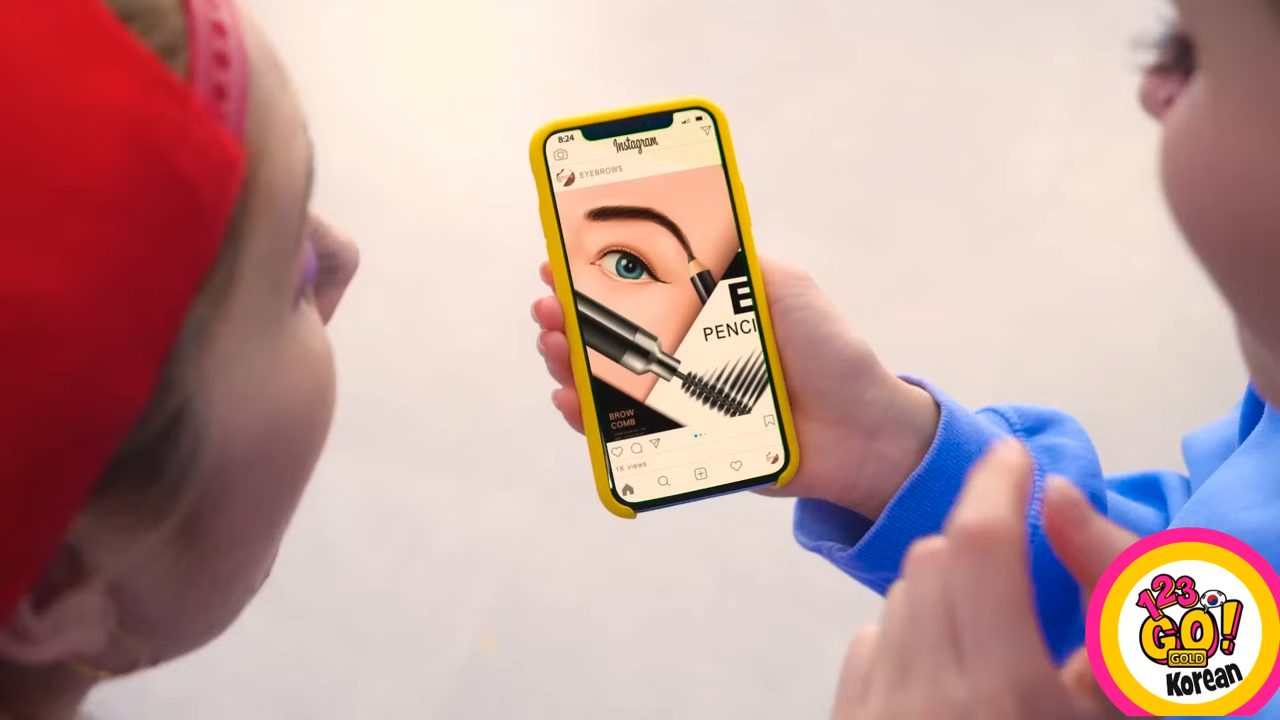 8:24
Instagram
EYEBROWS
E
PENCI
BROW
COMB
1K views
123
GO!
GOLD
Korean